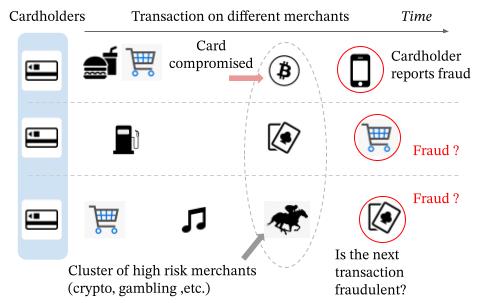 Cardholders
Transaction on different merchants
Time
Card
compromised
Cardholder
reports fraud
Fraud ?
Fraud ?
Cluster of high risk merchants
(crypto, gambling ,etc.)
Is the next
transaction
fraudulent?